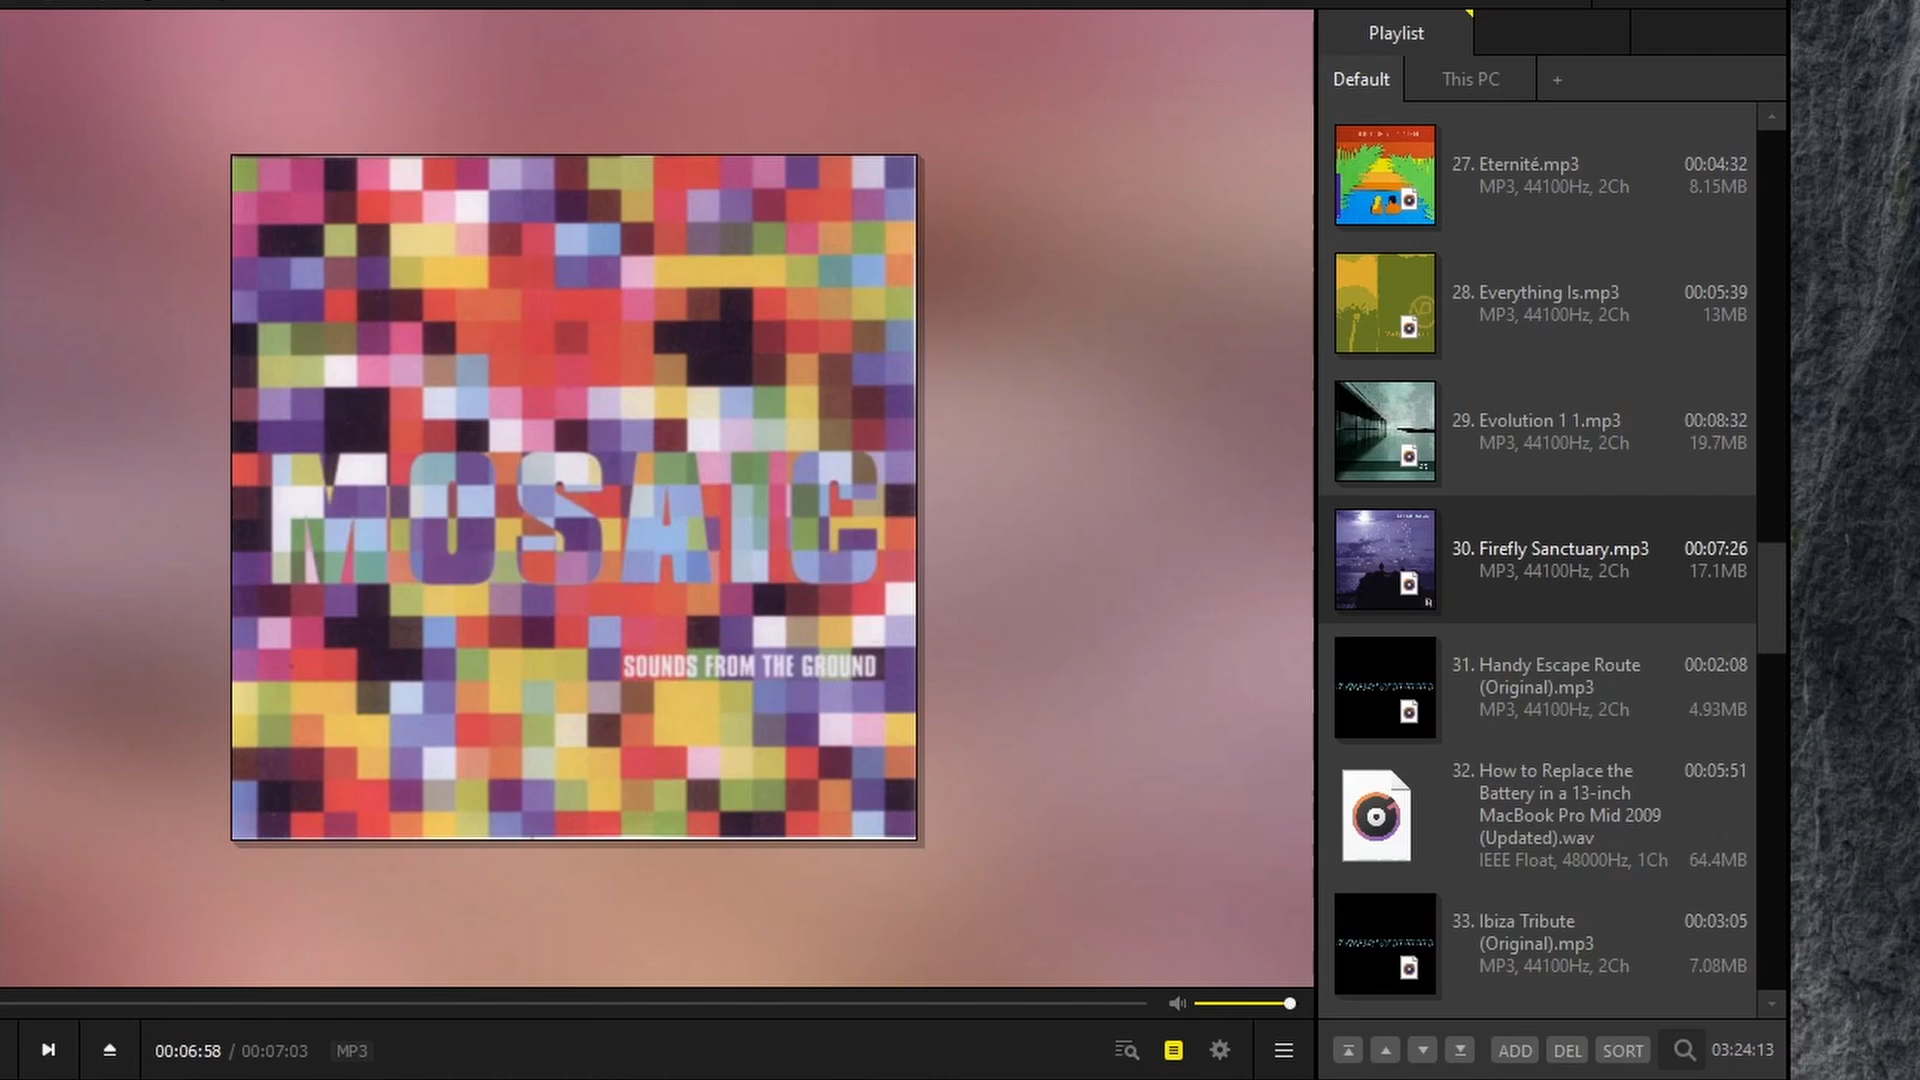 Playlist
Default
This PC
+
27. Eternité.mp3 00:04:32
MP3, 44100Hz, 2Ch 8.15MB
28. Everything Is.mp3 00:05:39
MP3, 44100Hz, 2Ch 13MB
29. Evolution 1 1.mp3 00:08:32
MP3, 44100Hz, 2Ch 19.7MB
30. Firefly Sanctuary.mp3 00:07:26
MP3, 44100Hz, 2Ch 17.1MB
31. Handy Escape Route 00:02:08
(Original).mp3
MP3, 44100Hz, 2Ch 4.93MB
32. How to Replace the 00:05:51
Battery in a 13-inch
MacBook Pro Mid 2009
(Updated).wav
IEEE Float, 48000Hz, 1Ch 64.4MB
33. Ibiza Tribute 00:03:05
(Original).mp3
MP3, 44100Hz, 2Ch 7.08MB
MOSAIC
SOUNDS FROM THE GROUND
00:06:58 / 00:07:03 MP3
ADD DEL SORT 03:24:13